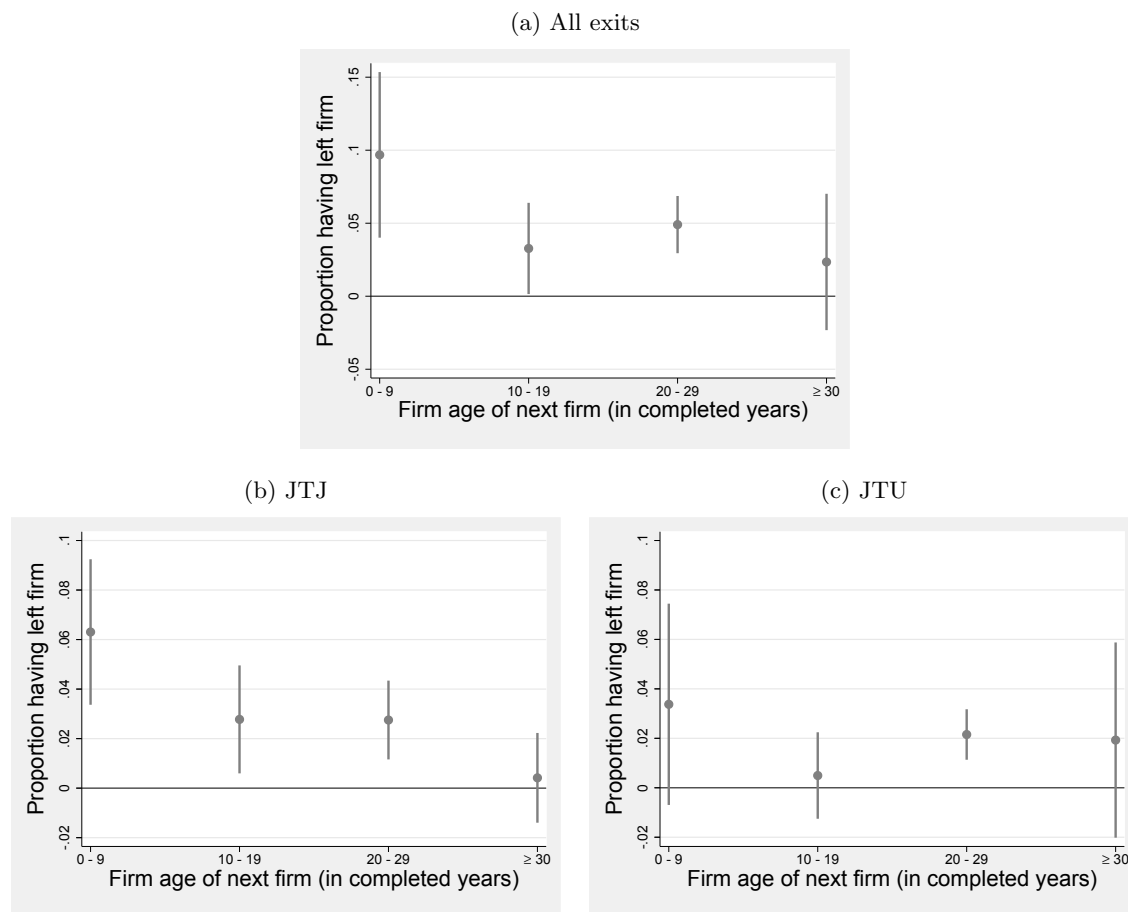 (a) All exits
Proportion having left firm
.15
.1
.05
0
-.05
0 - 9 10 - 19 20 - 29 ≥ 30
Firm age of next firm (in completed years)
(b) JTJ
Proportion having left firm
.1
.08
.06
.04
.02
0
-.02
0 - 9 10 - 19 20 - 29 ≥ 30
Firm age of next firm (in completed years)
(c) JTU
Proportion having left firm
.1
.08
.06
.04
.02
0
-.02
0 - 9 10 - 19 20 - 29 ≥ 30
Firm age of next firm (in completed years)